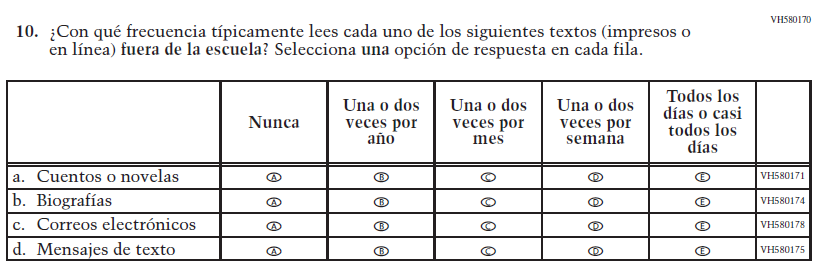 VH580170
10. ¿Con qué frecuencia típicamente lees cada uno de los siguientes textos (impresos o
en línea) fuera de la escuela? Selecciona una opción de respuesta en cada fila.
Nunca
Una o dos
veces por
año
Una o dos
veces por
mes
Una o dos
veces por
semana
Todos los
días o casi
todos los
días
a. Cuentos o novelas A B C D E VH580171
b. Biografías A B C D E VH580174
c. Correos electrónicos A B C D E VH580178
d. Mensajes de texto A B C D E VH580175